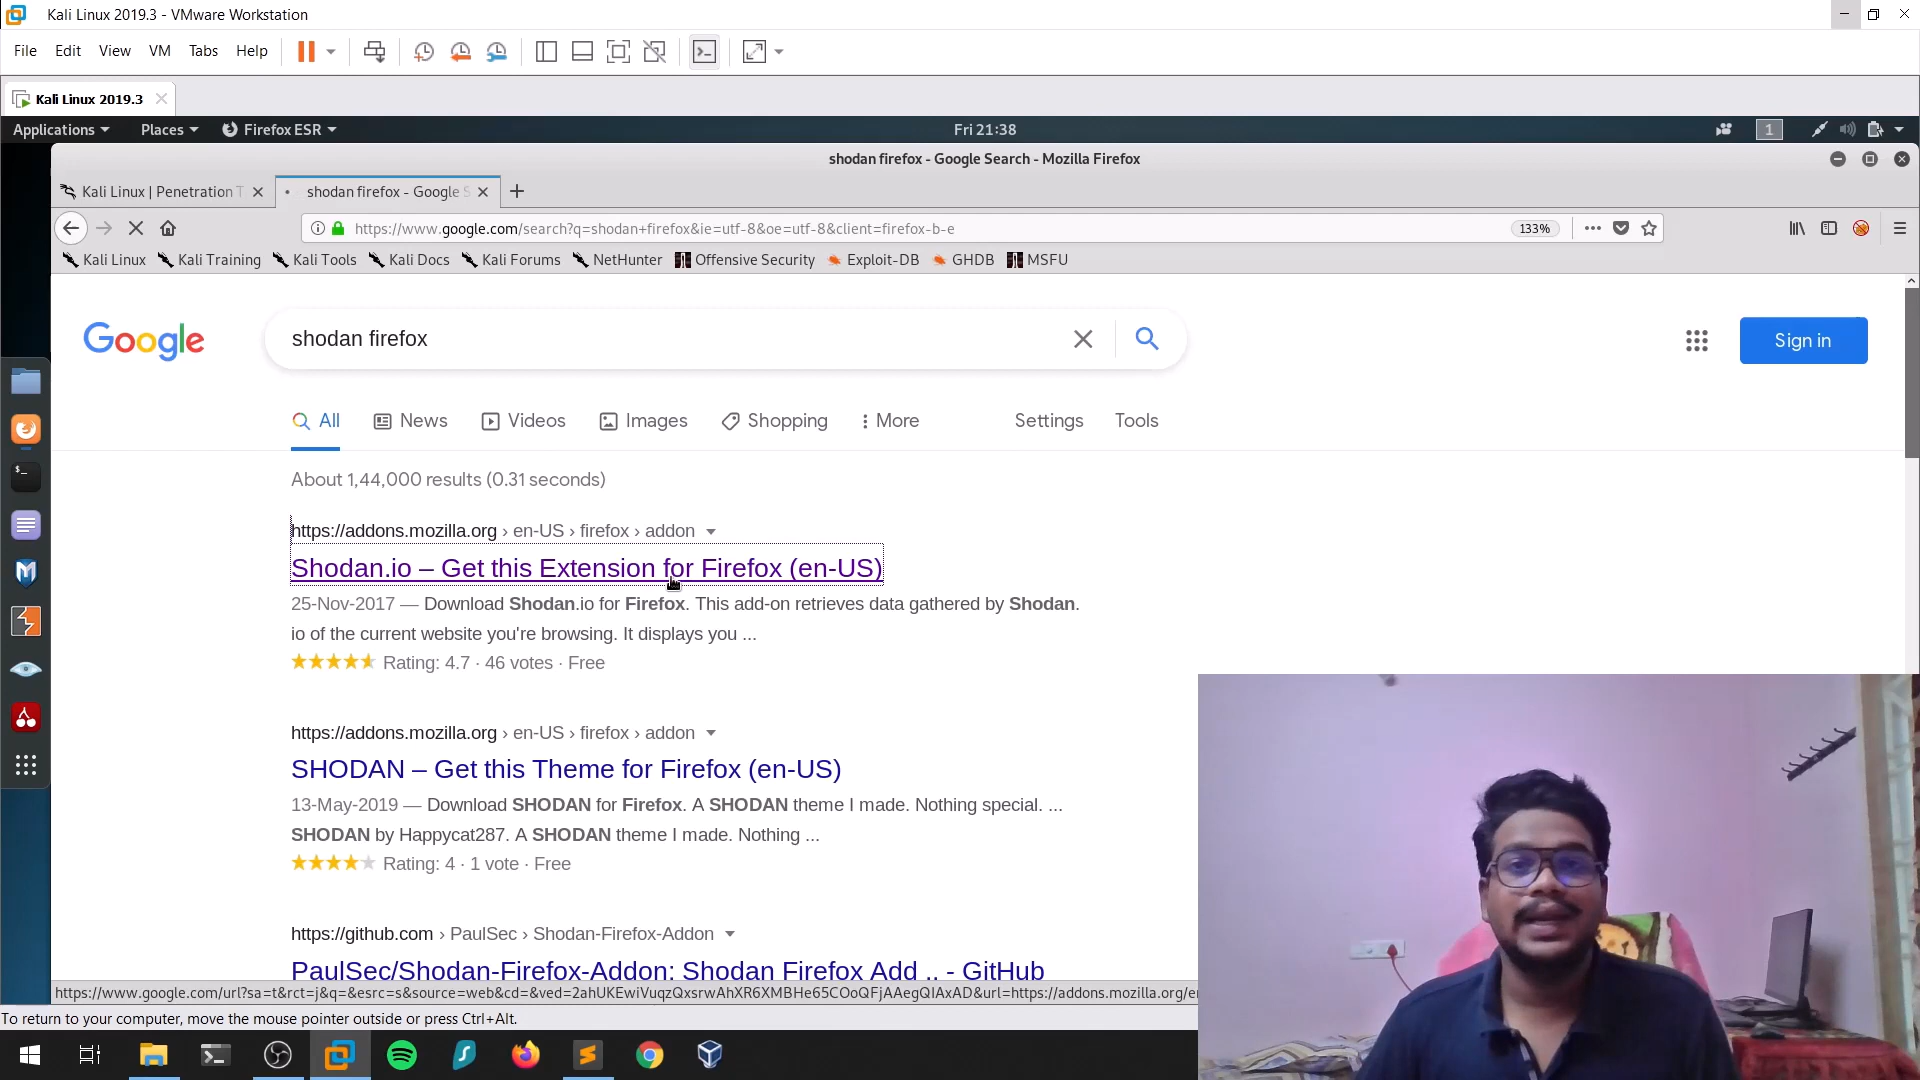 Kali Linux 2019.3 - VMware Workstation
File Edit View VM Tabs Help
Kali Linux 2019.3
Applications Places Firefox ESR Fri 21:38 1
shodan firefox - Google Search - Mozilla Firefox
Kali Linux | Penetration T shodan firefox - Google S
https://www.google.com/search?q=shodan+firefox&ie=utf-8&oe=utf-8&client=firefox-b-e 133%
Kali Linux Kali Training Kali Tools Kali Docs Kali Forums NetHunter Offensive Security Exploit-DB GHDB MSFU
Google shodan firefox Sign in
All News Videos Images Shopping More Settings Tools
About 1,44,000 results (0.31 seconds)
https://addons.mozilla.org › en-US › firefox › addon
Shodan.io – Get this Extension for Firefox (en-US)
25-Nov-2017 — Download Shodan.io for Firefox. This add-on retrieves data gathered by Shodan.
io of the current website you're browsing. It displays you ...
Rating: 4.7 · 46 votes · Free
https://addons.mozilla.org › en-US › firefox › addon
SHODAN – Get this Theme for Firefox (en-US)
13-May-2019 — Download SHODAN for Firefox. A SHODAN theme I made. Nothing special. ...
SHODAN by Happycat287. A SHODAN theme I made. Nothing ...
Rating: 4 · 1 vote · Free
https://github.com › PaulSec › Shodan-Firefox-Addon
PaulSec/Shodan-Firefox-Addon: Shodan Firefox Add .. - GitHub
https://www.google.com/url?sa=t&rct=j&q=&esrc=s&source=web&cd=&ved=2ahUKEwiVuqzQxsrwAhXR6XMBHe65COoQFjAAegQIAxAD&url=https://addons.mozilla.org/e
To return to your computer, move the mouse pointer outside or press Ctrl+Alt.